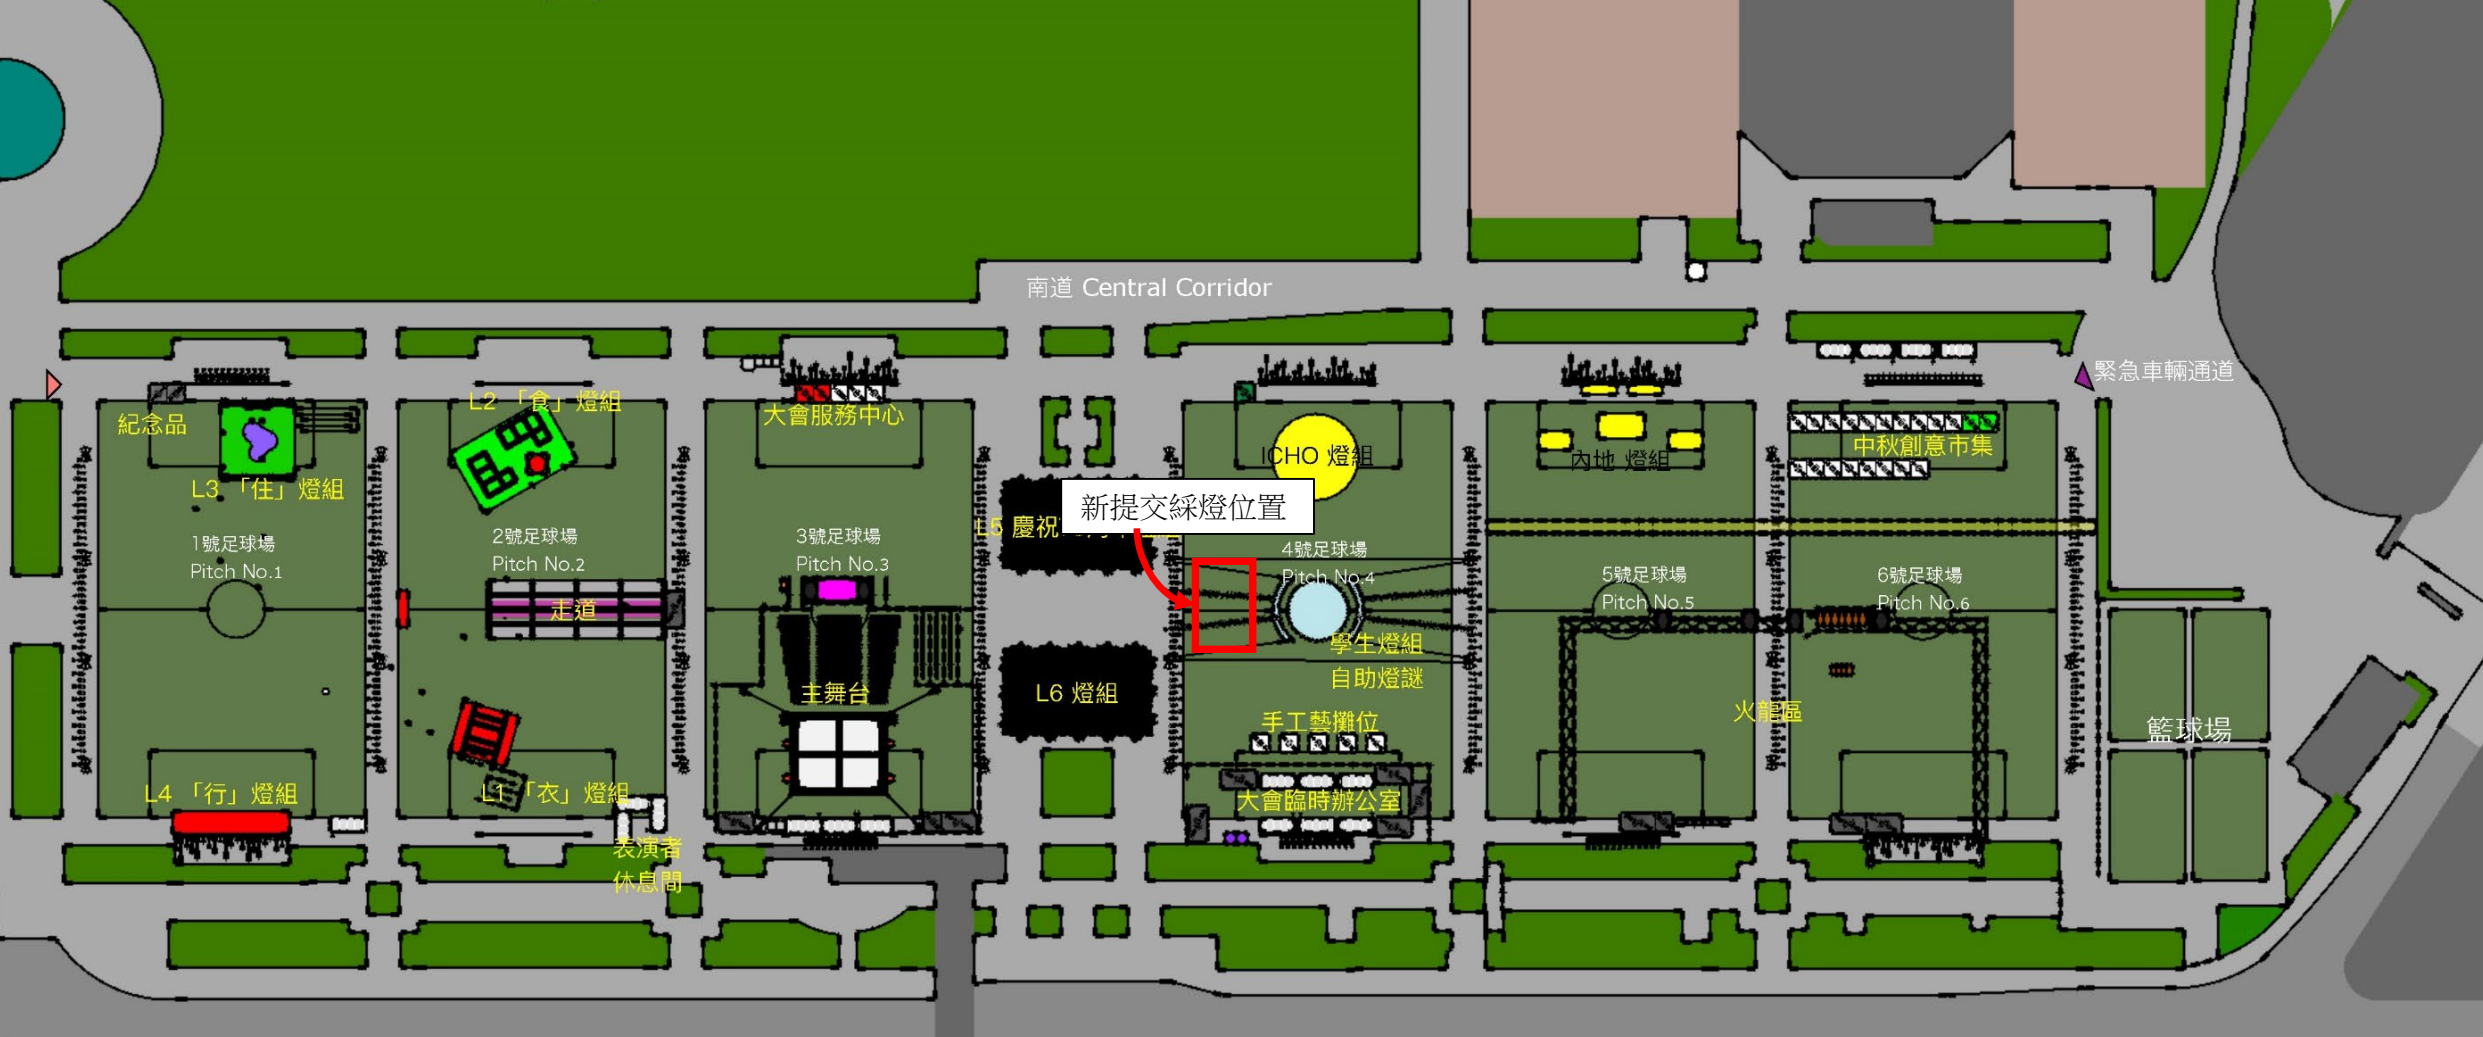 南道 Central Corridor
緊急車輛通道
紀念品
L3 「住」燈組
L2 「食」燈組
大會服務中心
ICHO 燈組
內地 燈組
中秋創意市集
新提交綵燈位置
L5 慶祝
1號足球場
Pitch No.1
2號足球場
Pitch No.2
3號足球場
Pitch No.3
4號足球場
Pitch No.4
5號足球場
Pitch No.5
6號足球場
Pitch No.6
走道
主舞台
L6 燈組
學生燈組
自助燈謎
手工藝攤位
火龍區
籃球場
L4 「行」燈組
L1 「衣」燈組
大會臨時辦公室
表演者
休息間